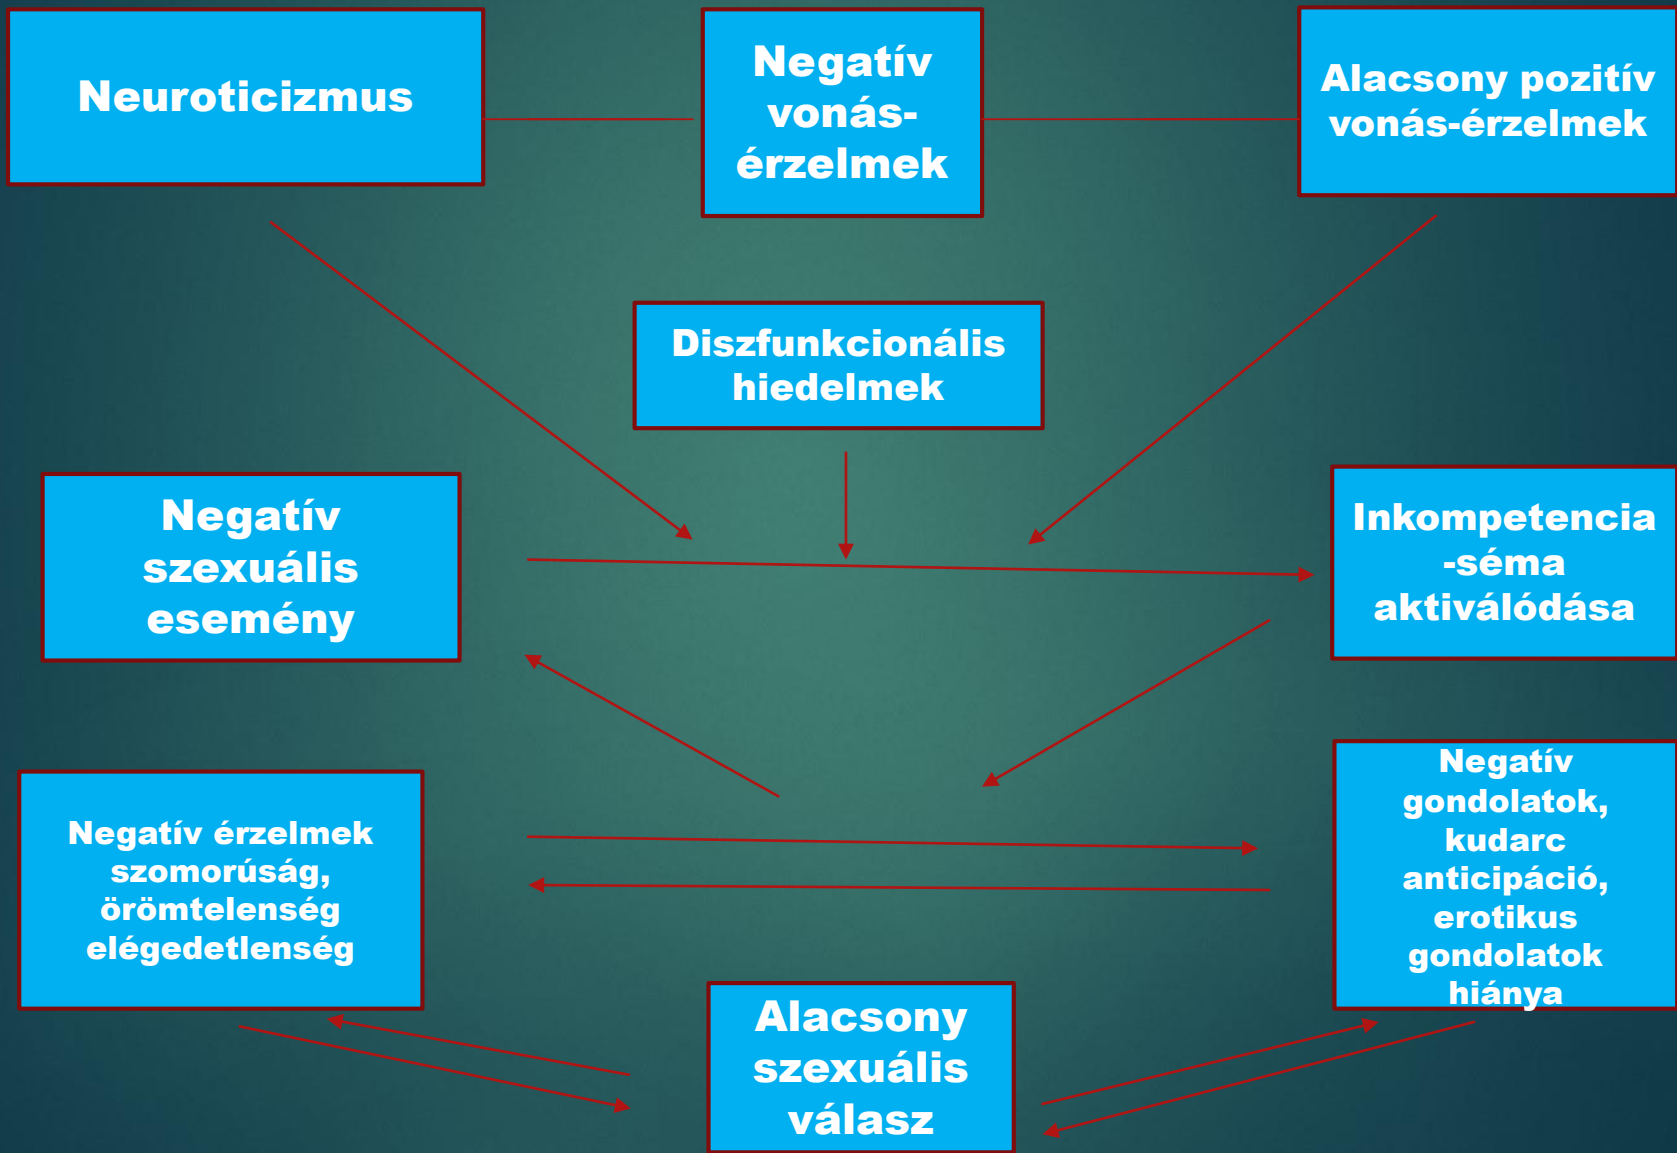 Neuroticizmus
Negatív
vonás-
érzelmek
Alacsony pozitív
vonás-érzelmek
Diszfunkcionális
hiedelmek
Negatív
szexuális
esemény
Inkompetencia
-séma
aktiválódása
Negatív érzelmek
szomorúság,
örömtelenség
elégedetlenség
Negatív
gondolatok,
kudarc
anticipáció,
erotikus
gondolatok
hiánya
Alacsony
szexuális
válasz